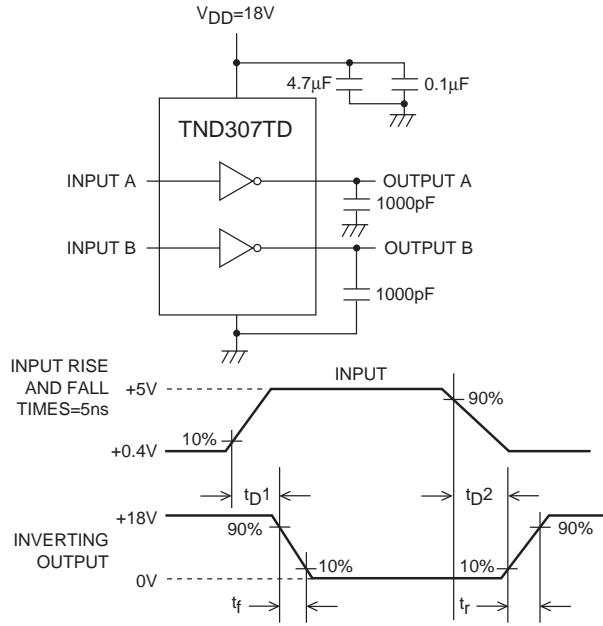 VDD=18V
4.7μF
0.1μF
TND307TD
INPUT A
OUTPUT A
1000pF
INPUT B
OUTPUT B
1000pF
INPUT RISE
AND FALL
TIMES=5ns
+5V
INPUT
90%
10%
+0.4V
tD1
tD2
+18V
90%
90%
INVERTING
OUTPUT
10%
10%
0V
tf
tr